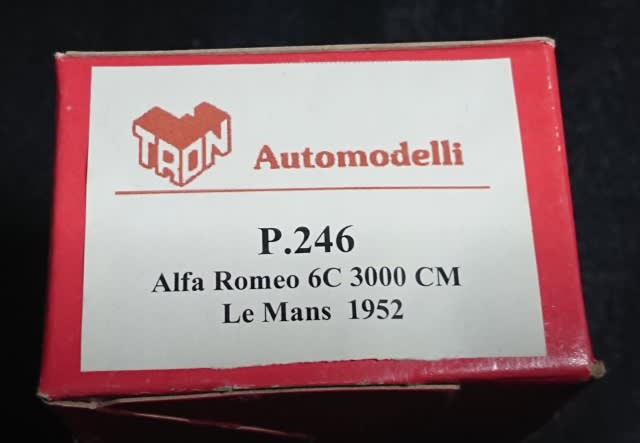 TRON
Automodelli
P.246
Alfa Romeo 6C 3000 CM
Le Mans 1952